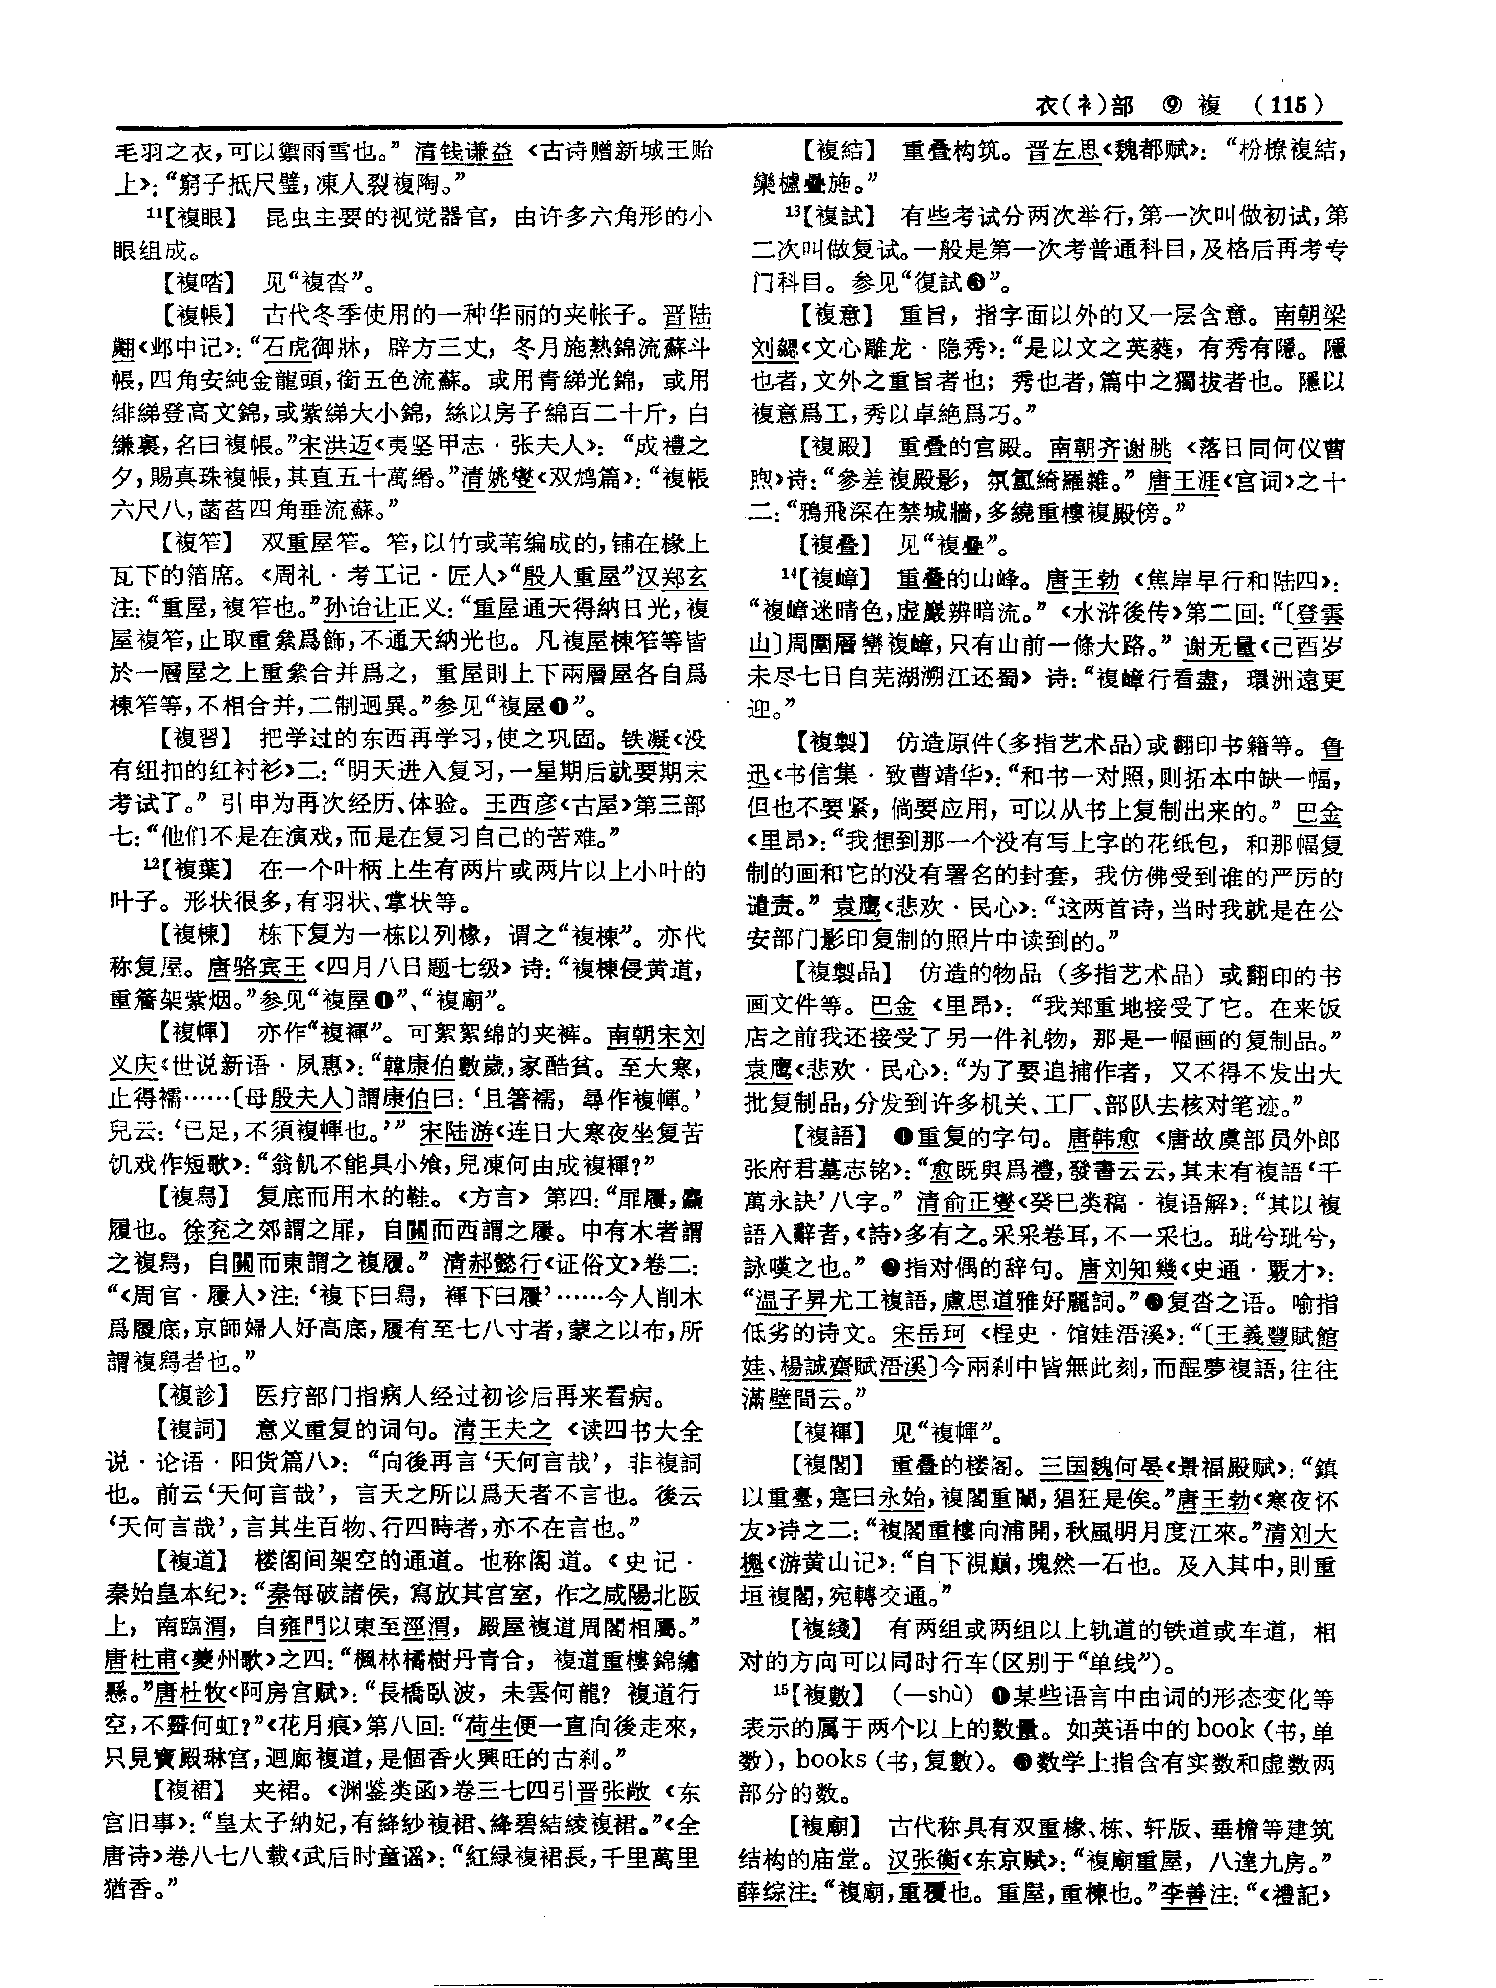 衣(衤)部 ⑨ 複 (115)
毛羽之衣，可以禦雨雪也。”清钱谦益《古诗赠新城王贻
上》：“窮子抵尺璧，凍人裂複陶。”
11【複眼】 昆虫主要的视觉器官，由许多六角形的小
眼组成。
【複喒】 见“複沓”。
【複帳】 古代冬季使用的一种华丽的夹帐子。晋陆
翽《邺中记》：“石虎御牀，辟方三丈，冬月施熟錦流蘇斗
帳，四角安純金龍頭，銜五色流蘇。或用青綈光錦，或用
緋綈登高文錦，或紫綈大小錦，絲以房子綿百二十斤，白
縑裏，名曰複帳。”宋洪迈《夷坚甲志·张夫人》：“成禮之
夕，賜真珠複帳，其直五十萬緡。”清姚燮《双鸩篇》：“複帳
六尺八，菡萏四角垂流蘇。”
【複笮】 双重屋笮。笮，以竹或苇编成的，铺在椽上
瓦下的箔席。《周礼·考工记·匠人》“殷人重屋”汉郑玄
注：“重屋，複笮也。”孙诒让正义：“重屋通天得納日光，複
屋複笮，止取重絫爲飾，不通天納光也。凡複屋棟笮等皆
於一層屋之上重絫合并爲之，重屋則上下兩層屋各自爲
棟笮等，不相合并，二制迥異。”参见“複屋❶”。
【複習】 把学过的东西再学习，使之巩固。铁凝《没
有纽扣的红衬衫》二：“明天进入复习，一星期后就要期末
考试了。”引申为再次经历、体验。王西彦《古屋》第三部
七：“他们不是在演戏，而是在复习自己的苦难。”
12【複葉】 在一个叶柄上生有两片或两片以上小叶的
叶子。形状很多，有羽状、掌状等。
【複棟】 栋下复为一栋以列椽，谓之“複棟”。亦代
称复屋。唐骆宾王《四月八日题七级》诗：“複棟侵黄道，
重簷架紫烟。”参见“複屋❶”、“複廟”。
【複㡓】 亦作“複褌”。可絮絮绵的夹裤。南朝宋刘
义庆《世说新语·夙惠》：“韓康伯數歲，家酷貧。至大寒，
止得襦……〔母殷夫人〕謂康伯曰：‘且著襦，尋作複㡓。’
兒云：‘已足，不須複㡓也。’”宋陆游《连日大寒夜坐复苦
饥戏作短歌》：“翁飢不能具小飧，兒凍何由成複褌？”
【複舄】 复底而用木的鞋。《方言》第四：“屝屨，麤
履也。徐兗之郊謂之屝，自關而西謂之屨。中有木者謂
之複舄，自關而東謂之複履。”清郝懿行《证俗文》卷二：
“《周官·屨人》注：‘複下曰舄，襌下曰屨’……今人削木
爲履底，京師婦人好高底，履有至七八寸者，蒙之以布，所
謂複舄者也。”
【複診】 医疗部门指病人经过初诊后再来看病。
【複詞】 意义重复的词句。清王夫之《读四书大全
说·论语·阳货篇八》：“向後再言‘天何言哉’，非複詞
也。前云‘天何言哉’，言天之所以爲天者不言也。後云
‘天何言哉’，言其生百物、行四時者，亦不在言也。”
【複道】 楼阁间架空的通道。也称阁道。《史记·
秦始皇本纪》：“秦每破諸侯，寫放其宫室，作之咸陽北阪
上，南臨渭，自雍門以東至涇渭，殿屋複道周閣相屬。”
唐杜甫《夔州歌》之四：“楓林橘樹丹青合，複道重樓錦繡
懸。”唐杜牧《阿房宫赋》：“長橋臥波，未雲何龍？複道行
空，不霽何虹？”《花月痕》第八回：“荷生便一直向後走來，
只見寶殿琳宫，迴廊複道，是個香火興旺的古刹。”
【複裙】 夹裙。《渊鉴类函》卷三七四引晋张敞《东
宫旧事》：“皇太子纳妃，有絳紗複裙、絳碧結綾複裙。”《全
唐诗》卷八七八载《武后时童谣》：“紅緑複裙長，千里萬里
猶香。”
【複結】 重叠构筑。晋左思《魏都赋》：“枌橑複結，
欒櫨疊施。”
13【複試】 有些考试分两次举行，第一次叫做初试，第
二次叫做复试。一般是第一次考普通科目，及格后再考专
门科目。参见“復試❸”。
【複意】 重旨，指字面以外的又一层含意。南朝梁
刘勰《文心雕龙·隐秀》：“是以文之英蕤，有秀有隱。隱
也者，文外之重旨者也；秀也者，篇中之獨拔者也。隱以
複意爲工，秀以卓絶爲巧。”
【複殿】 重叠的宫殿。南朝齐谢朓《落日同何仪曹
煦》诗：“參差複殿影，氛氲綺羅雜。”唐王涯《宫词》之十
二：“鴉飛深在禁城牆，多繞重樓複殿傍。”
【複叠】 见“複疊”。
14【複嶂】 重叠的山峰。唐王勃《焦岸早行和陆四》：
“複嶂迷晴色，虚巖辨暗流。”《水浒後传》第二回：“〔登雲
山〕周圍層巒複嶂，只有山前一條大路。”谢无量《己酉岁
未尽七日自芜湖溯江还蜀》诗：“複嶂行看盡，環洲遠更
迎。”
【複製】 仿造原件（多指艺术品）或翻印书籍等。鲁
迅《书信集·致曹靖华》：“和书一对照，则拓本中缺一幅，
但也不要紧，倘要应用，可以从书上复制出来的。”巴金
《里昂》：“我想到那一个没有写上字的花纸包，和那幅复
制的画和它的没有署名的封套，我仿佛受到谁的严厉的
谴责。”袁鹰《悲欢·民心》：“这两首诗，当时我就是在公
安部门影印复制的照片中读到的。”
【複製品】 仿造的物品（多指艺术品）或翻印的书
画文件等。巴金《里昂》：“我郑重地接受了它。在来饭
店之前我还接受了另一件礼物，那是一幅画的复制品。”
袁鹰《悲欢·民心》：“为了要追捕作者，又不得不发出大
批复制品，分发到许多机关、工厂、部队去核对笔迹。”
【複語】 ❶重复的字句。唐韩愈《唐故虞部员外郎
张府君墓志铭》：“愈既與爲禮，發書云云，其末有複語‘千
萬永訣’八字。”清俞正燮《癸巳类稿·複语解》：“其以複
語入辭者，《詩》多有之。采采卷耳，不一采也。玼兮玼兮，
詠嘆之也。”❷指对偶的辞句。唐刘知幾《史通·覈才》：
“温子昇尤工複語，盧思道雅好麗詞。”❸复沓之语。喻指
低劣的诗文。宋岳珂《桯史·馆娃浯溪》：“〔王義豐賦館
娃、楊誠齋賦浯溪〕今兩刹中皆無此刻，而酲夢複語，往往
滿壁間云。”
【複褌】 见“複㡓”。
【複閣】 重叠的楼阁。三国魏何晏《景福殿赋》：“鎮
以重臺，寔曰永始，複閣重闈，猖狂是俟。”唐王勃《寒夜怀
友》诗之二：“複閣重樓向浦開，秋風明月度江來。”清刘大
櫆《游黄山记》：“自下視巔，塊然一石也。及入其中，則重
垣複閣，宛轉交通。”
【複綫】 有两组或两组以上轨道的铁道或车道，相
对的方向可以同时行车（区别于“单线”）。
15【複數】 （—shù）❶某些语言中由词的形态变化等
表示的属于两个以上的数量。如英语中的book（书，单
数），books（书，复數）。❷数学上指含有实数和虚数两
部分的数。
【複廟】 古代称具有双重椽、栋、轩版、垂檐等建筑
结构的庙堂。汉张衡《东京赋》：“複廟重屋，八達九房。”
薛综注：“複廟，重覆也。重屋，重棟也。”李善注：“《禮記》